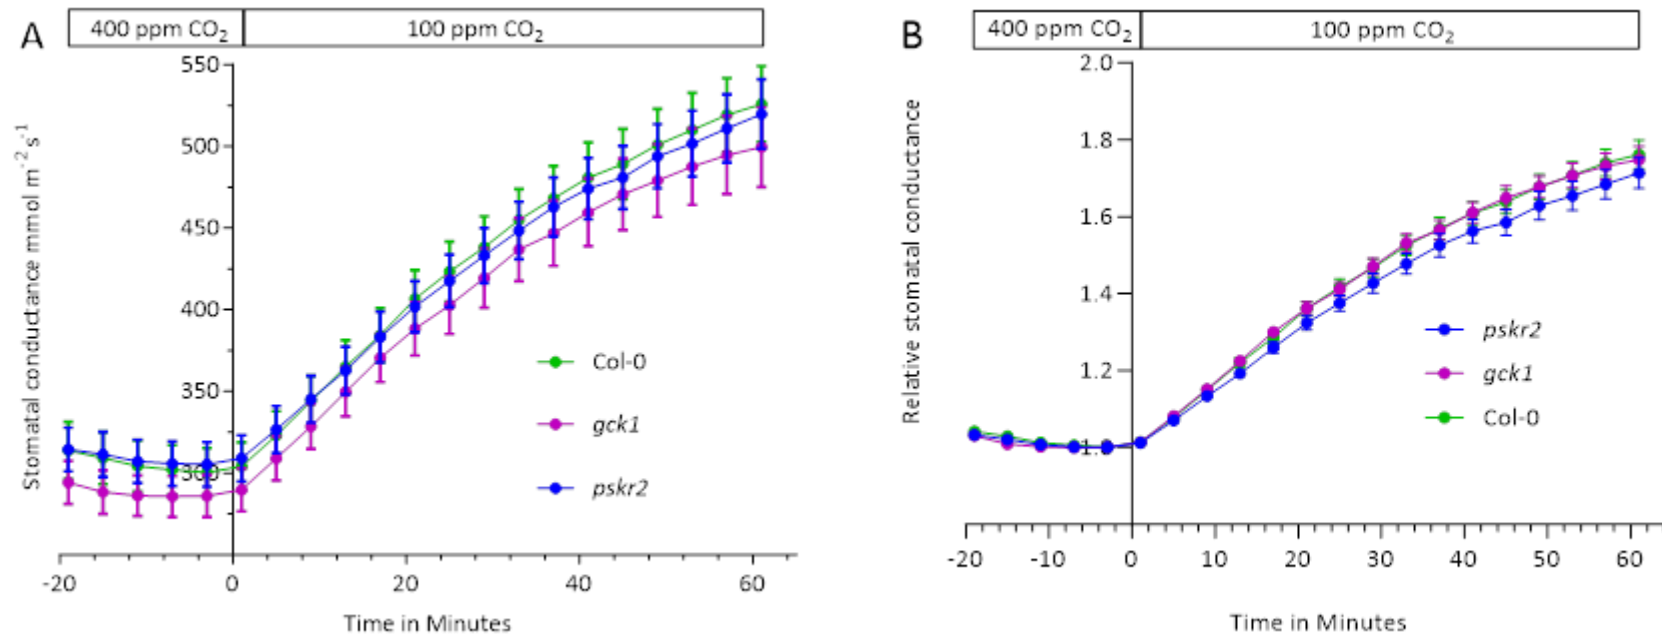 A
400 ppm CO₂
100 ppm CO₂
Stomatal conductance mmol m⁻² s⁻¹
550
500
450
400
350
300
Col-0
gck1
pskr2
-20
0
20
40
60
Time in Minutes
B
400 ppm CO₂
100 ppm CO₂
Relative stomatal conductance
2.0
1.8
1.6
1.4
1.2
pskr2
gck1
Col-0
-20
-10
0
10
20
30
40
50
60
Time in Minutes